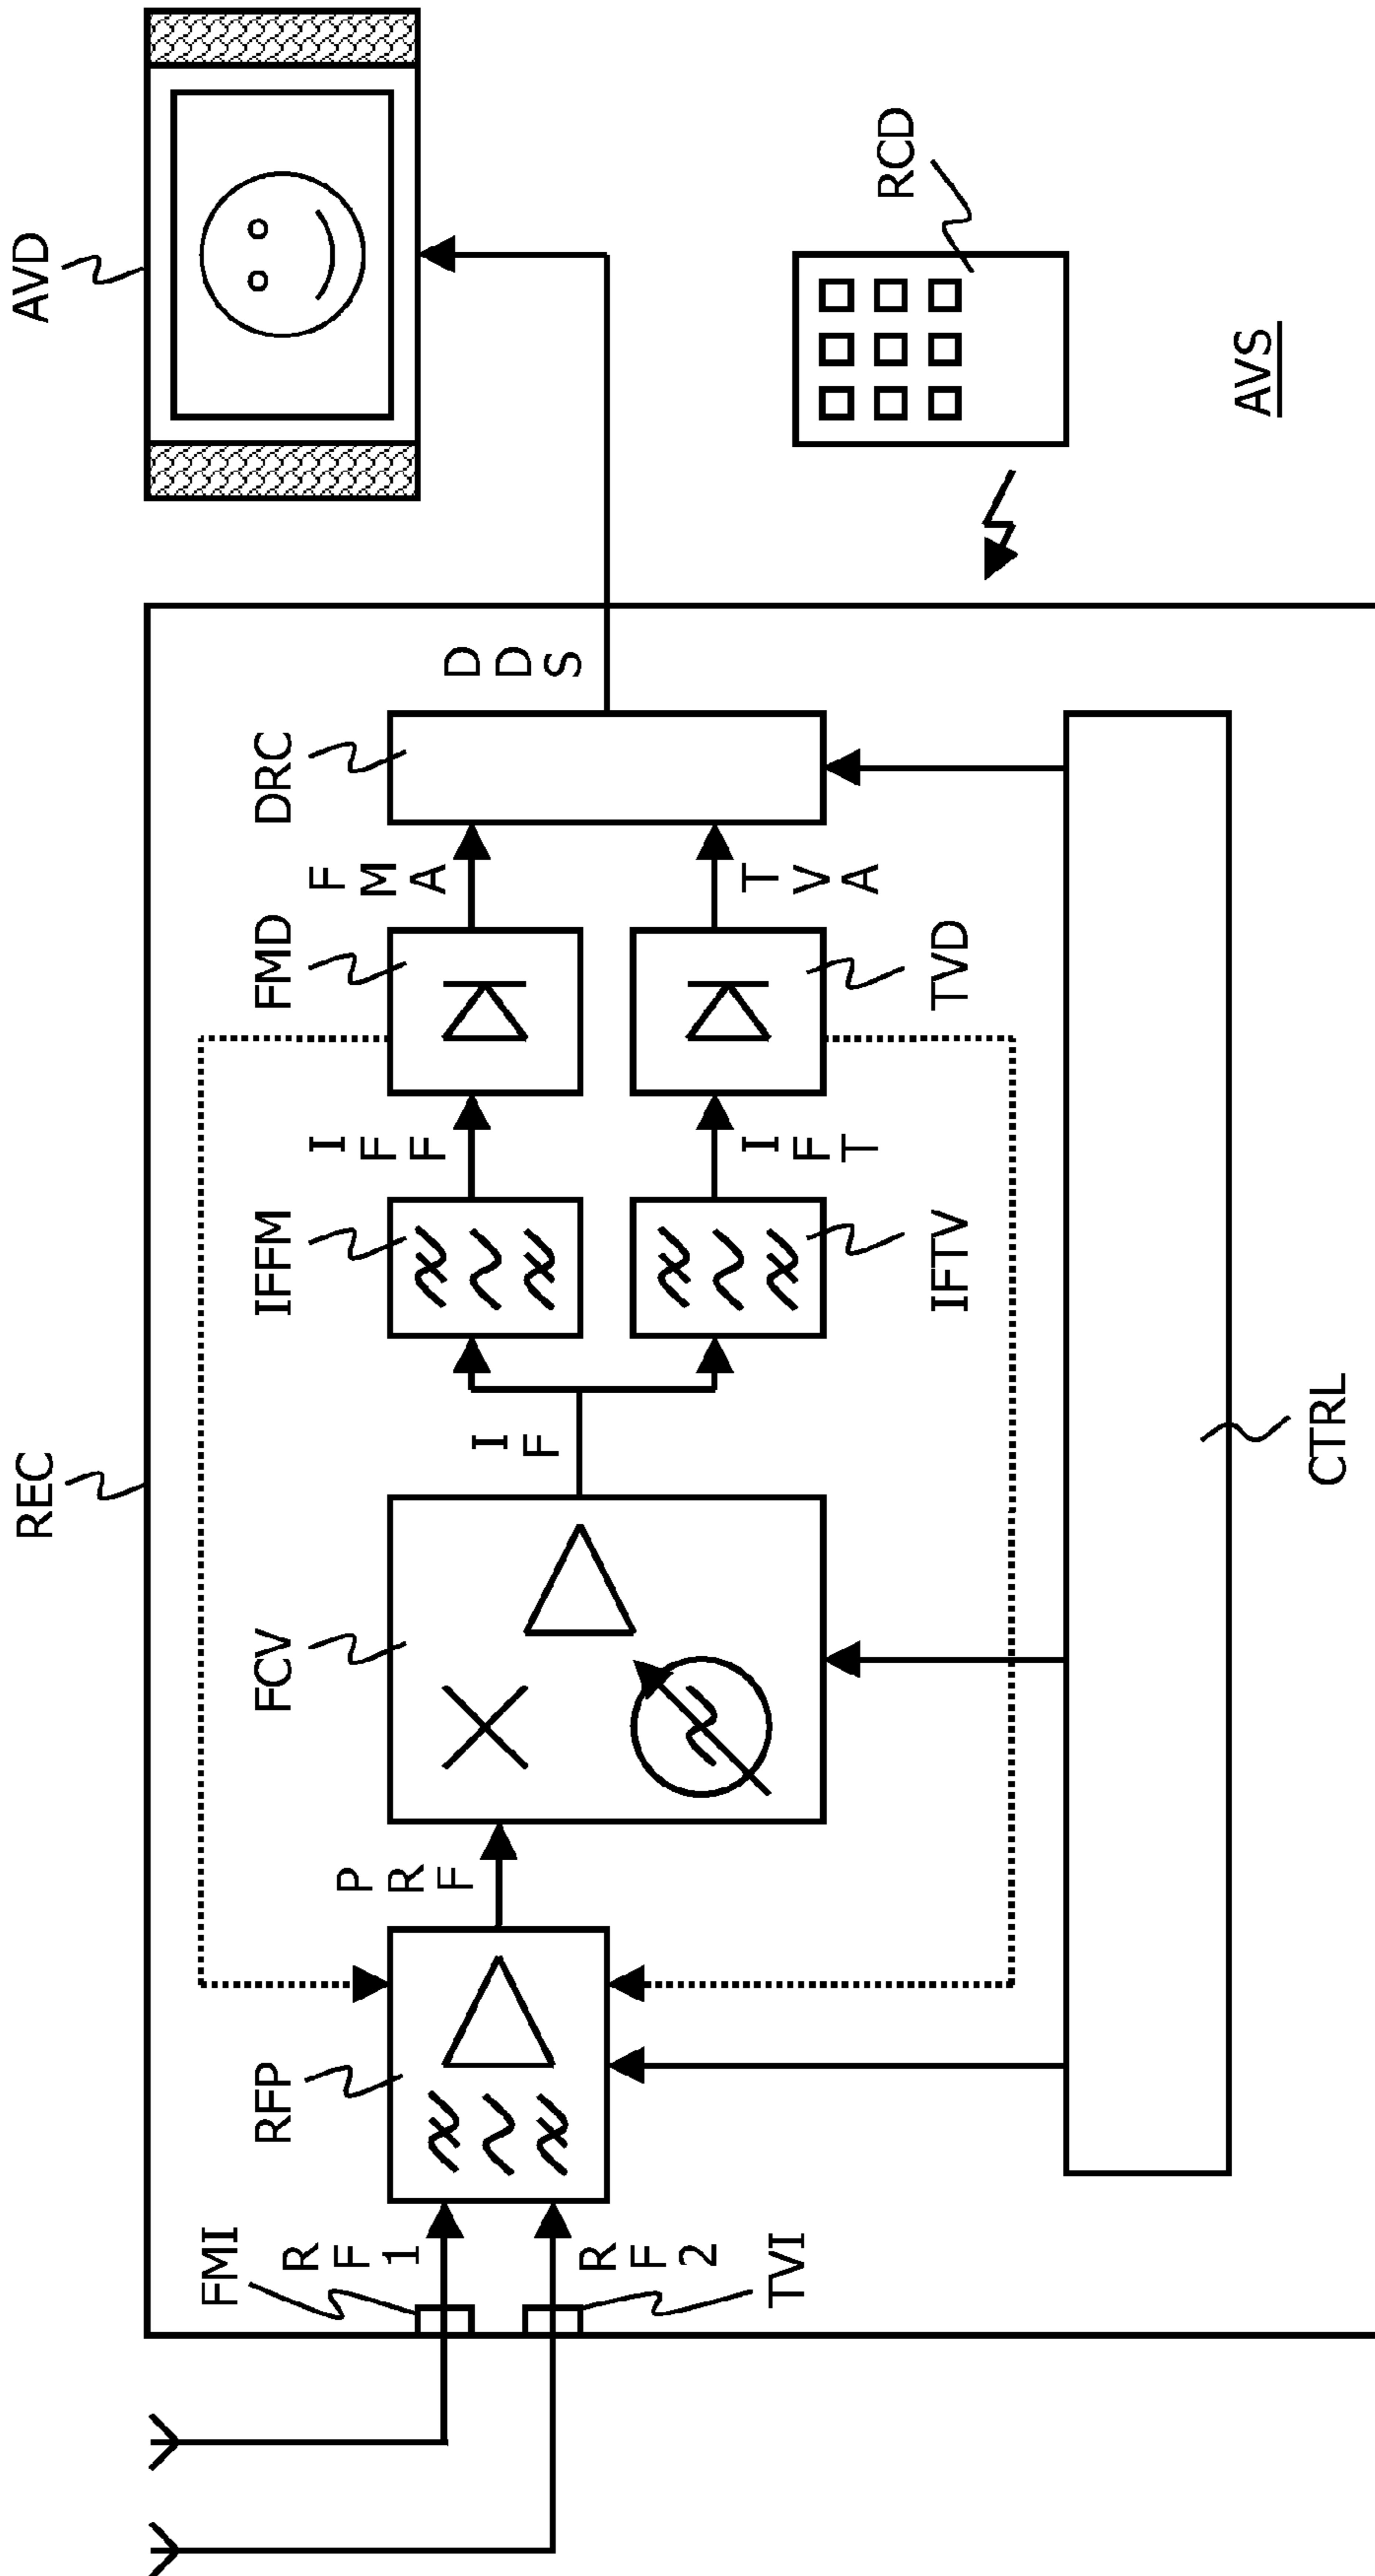 REC
AVD
FMI
RFP
FCV
IFFM
FMD
DRC
RF1
PRF
IF
IFF
FMA
DDS
RF2
IFT
TVA
TVI
IFTV
TVD
RCD
CTRL
AVS